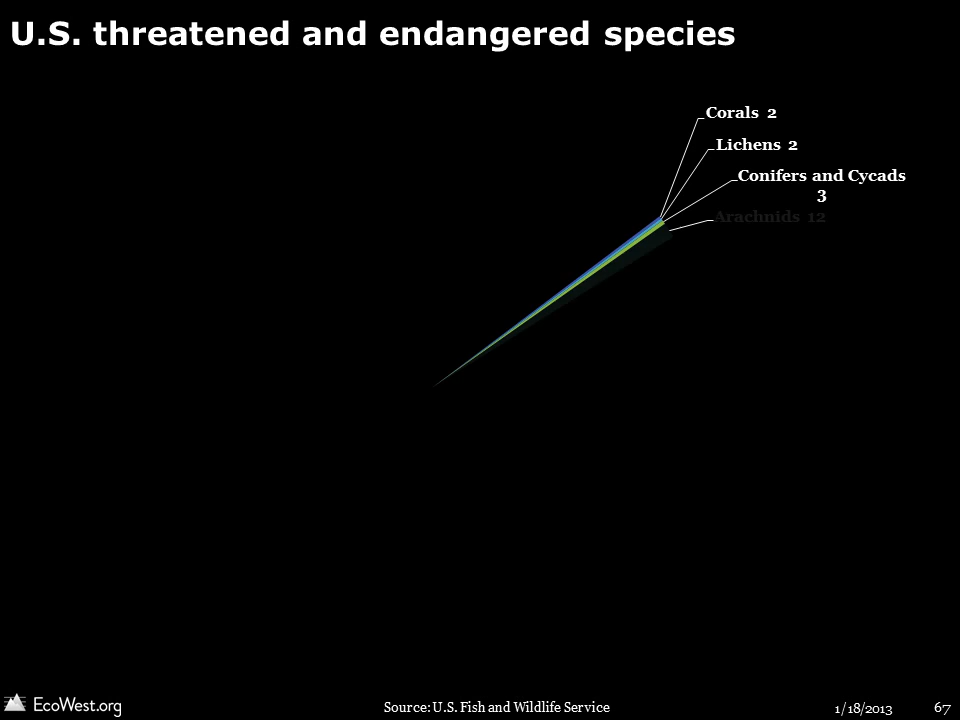 U.S. threatened and endangered species
Corals 2
Lichens 2
Conifers and Cycads
3
Arachnids 12
EcoWest.org
Source: U.S. Fish and Wildlife Service
1/18/2013
67